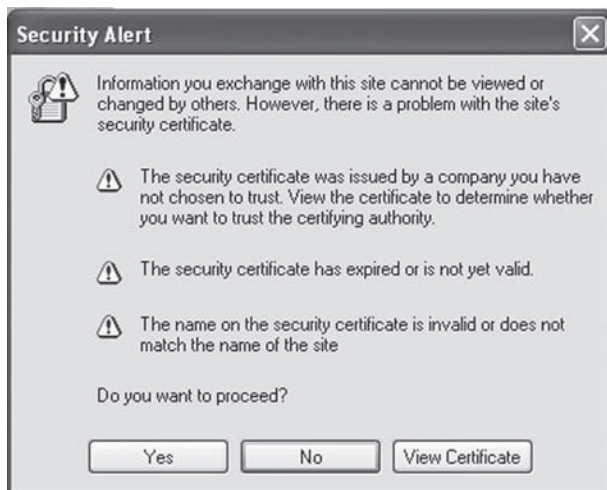 Security Alert
Information you exchange with this site cannot be viewed or
changed by others. However, there is a problem with the site's
security certificate.
The security certificate was issued by a company you have
not chosen to trust. View the certificate to determine whether
you want to trust the certifying authority.
The security certificate has expired or is not yet valid.
The name on the security certificate is invalid or does not
match the name of the site
Do you want to proceed?
Yes No View Certificate